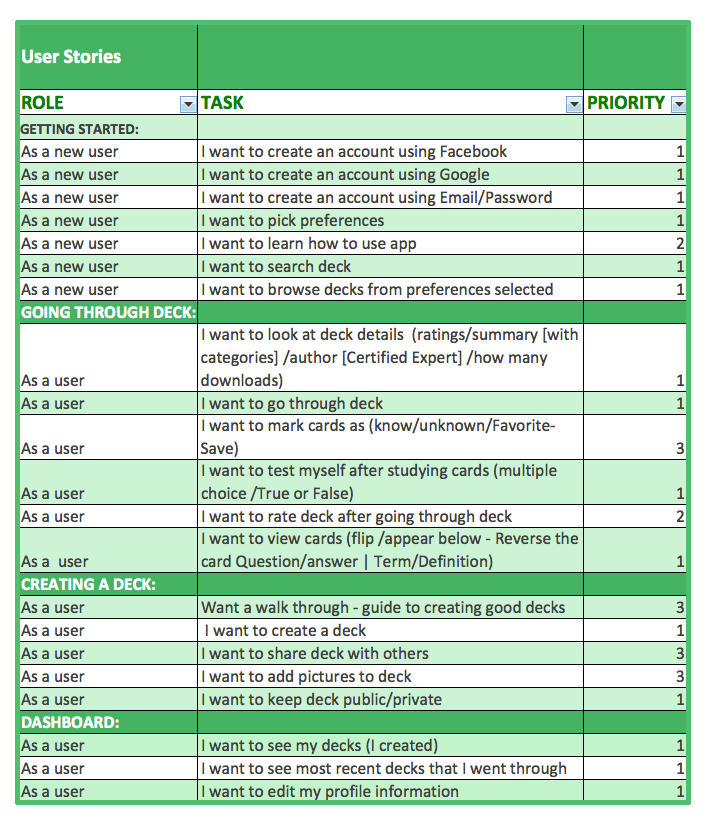 User Stories
ROLE TASK PRIORITY
GETTING STARTED:
As a new user I want to create an account using Facebook 1
As a new user I want to create an account using Google 1
As a new user I want to create an account using Email/Password 1
As a new user I want to pick preferences 1
As a new user I want to learn how to use app 2
As a new user I want to search deck 1
As a new user I want to browse decks from preferences selected 1
GOING THROUGH DECK:
I want to look at deck details (ratings/summary [with
categories] /author [Certified Expert] /how many
As a user downloads) 1
As a user I want to go through deck 1
I want to mark cards as (know/unknown/Favorite-
As a user Save) 3
I want to test myself after studying cards (multiple
As a user choice /True or False) 1
As a user I want to rate deck after going through deck 2
I want to view cards (flip /appear below - Reverse the
As a user card Question/answer | Term/Definition) 1
CREATING A DECK:
As a user Want a walk through - guide to creating good decks 3
As a user I want to create a deck 1
As a user I want to share deck with others 3
As a user I want to add pictures to deck 3
As a user I want to keep deck public/private 1
DASHBOARD:
As a user I want to see my decks (I created) 1
As a user I want to see most recent decks that I went through 1
As a user I want to edit my profile information 1